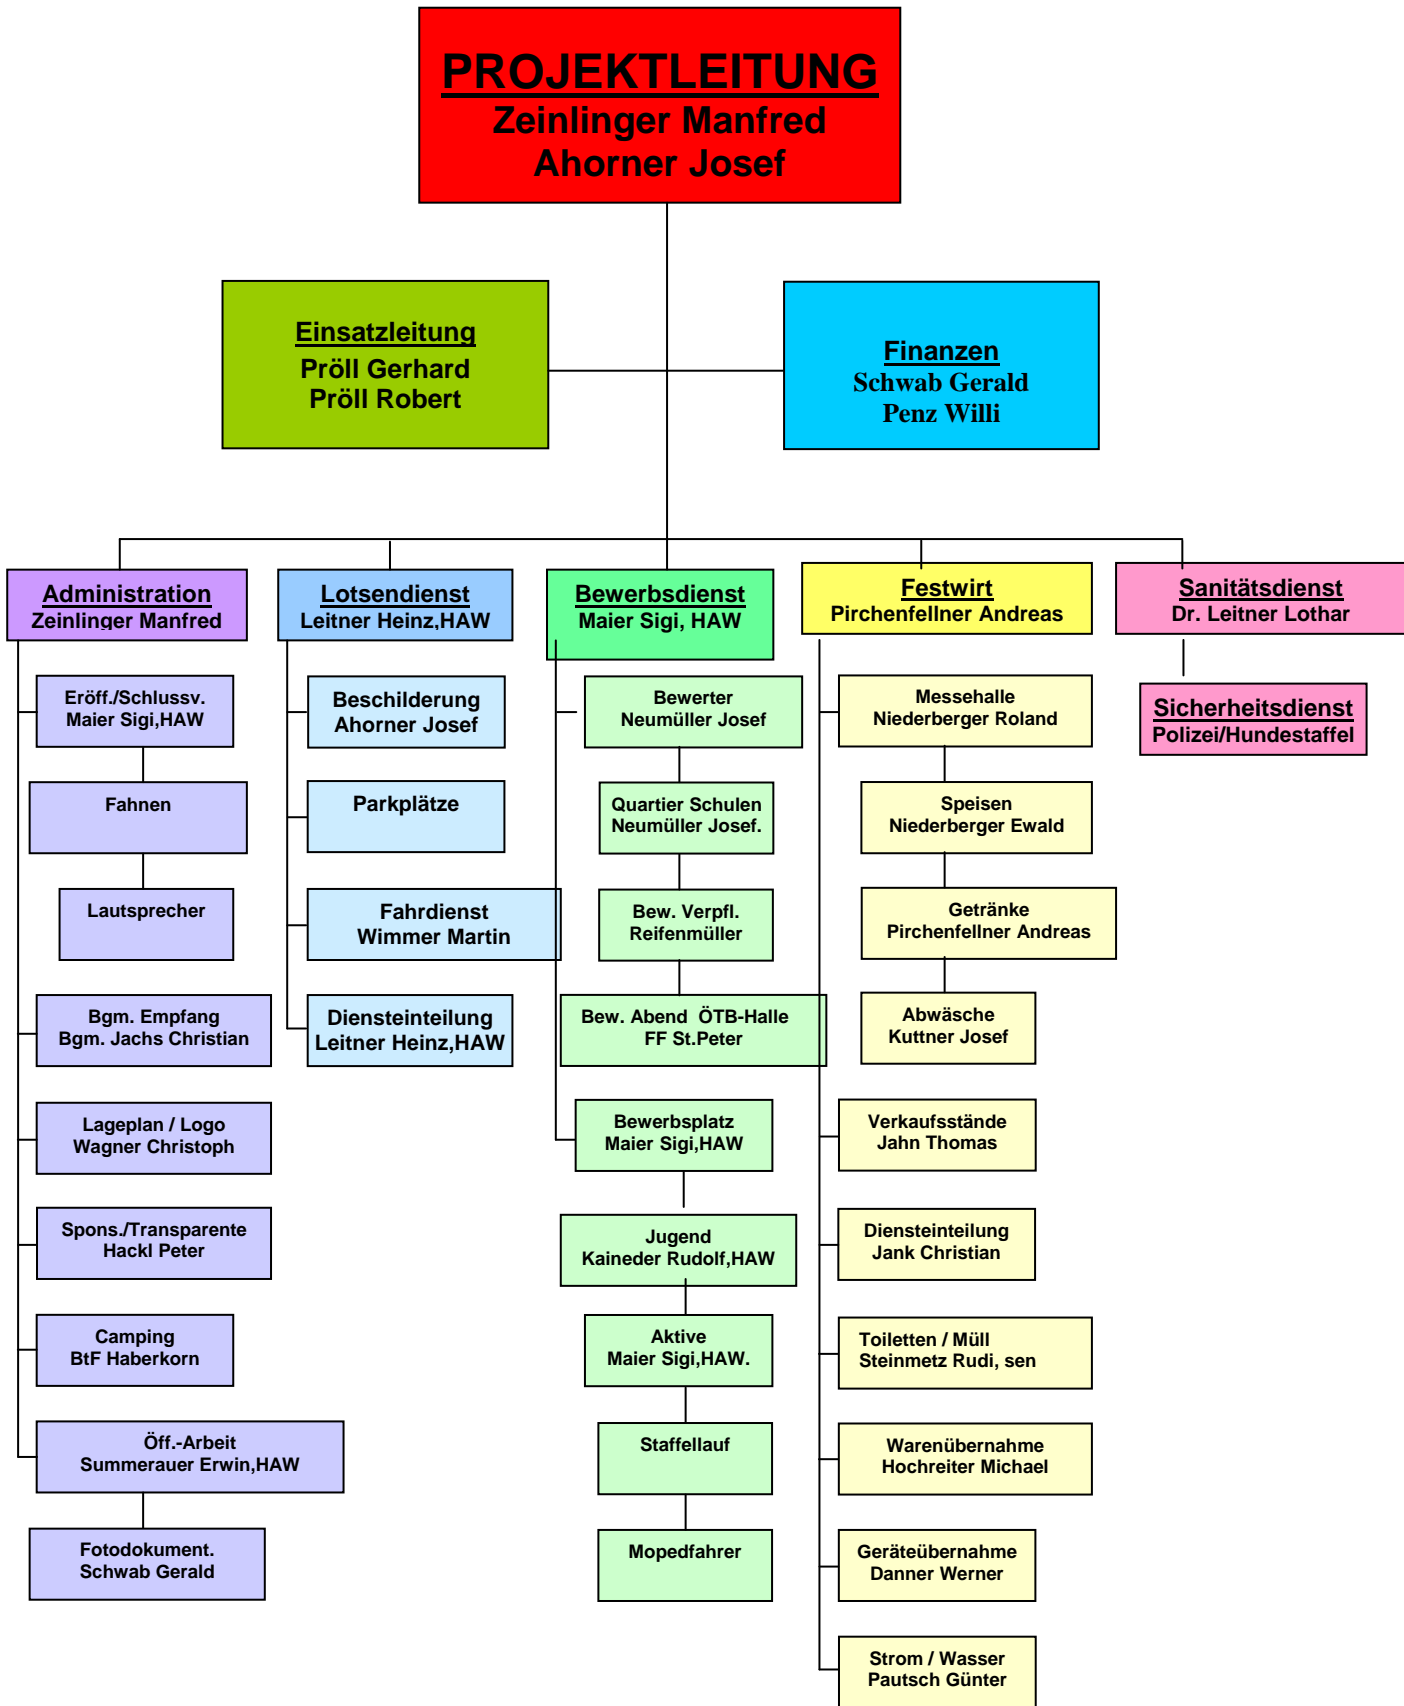 PROJEKTLEITUNG
Zeinlinger Manfred
Ahorner Josef
Einsatzleitung
Pröll Gerhard
Pröll Robert
Finanzen
Schwab Gerald
Penz Willi
Administration
Zeinlinger Manfred
Eröff./Schlussv.
Maier Sigi,HAW
Fahnen
Lautsprecher
Bgm. Empfang
Bgm. Jachs Christian
Lageplan / Logo
Wagner Christoph
Spons./Transparente
Hackl Peter
Camping
BtF Haberkorn
Öff.-Arbeit
Summerauer Erwin,HAW
Fotodokument.
Schwab Gerald
Lotsendienst
Leitner Heinz,HAW
Beschilderung
Ahorner Josef
Parkplätze
Fahrdienst
Wimmer Martin
Diensteinteilung
Leitner Heinz,HAW
Bewerbsdienst
Maier Sigi, HAW
Bewerter
Neumüller Josef
Quartier Schulen
Neumüller Josef.
Bew. Verpfl.
Reifenmüller
Bew. Abend ÖTB-Halle
FF St.Peter
Bewerbsplatz
Maier Sigi,HAW
Jugend
Kaineder Rudolf,HAW
Aktive
Maier Sigi,HAW.
Staffellauf
Mopedfahrer
Festwirt
Pirchenfellner Andreas
Messehalle
Niederberger Roland
Speisen
Niederberger Ewald
Getränke
Pirchenfellner Andreas
Abwäsche
Kuttner Josef
Verkaufsstände
Jahn Thomas
Diensteinteilung
Jank Christian
Toiletten / Müll
Steinmetz Rudi, sen
Warenübernahme
Hochreiter Michael
Geräteübernahme
Danner Werner
Strom / Wasser
Pautsch Günter
Sanitätsdienst
Dr. Leitner Lothar
Sicherheitsdienst
Polizei/Hundestaffel